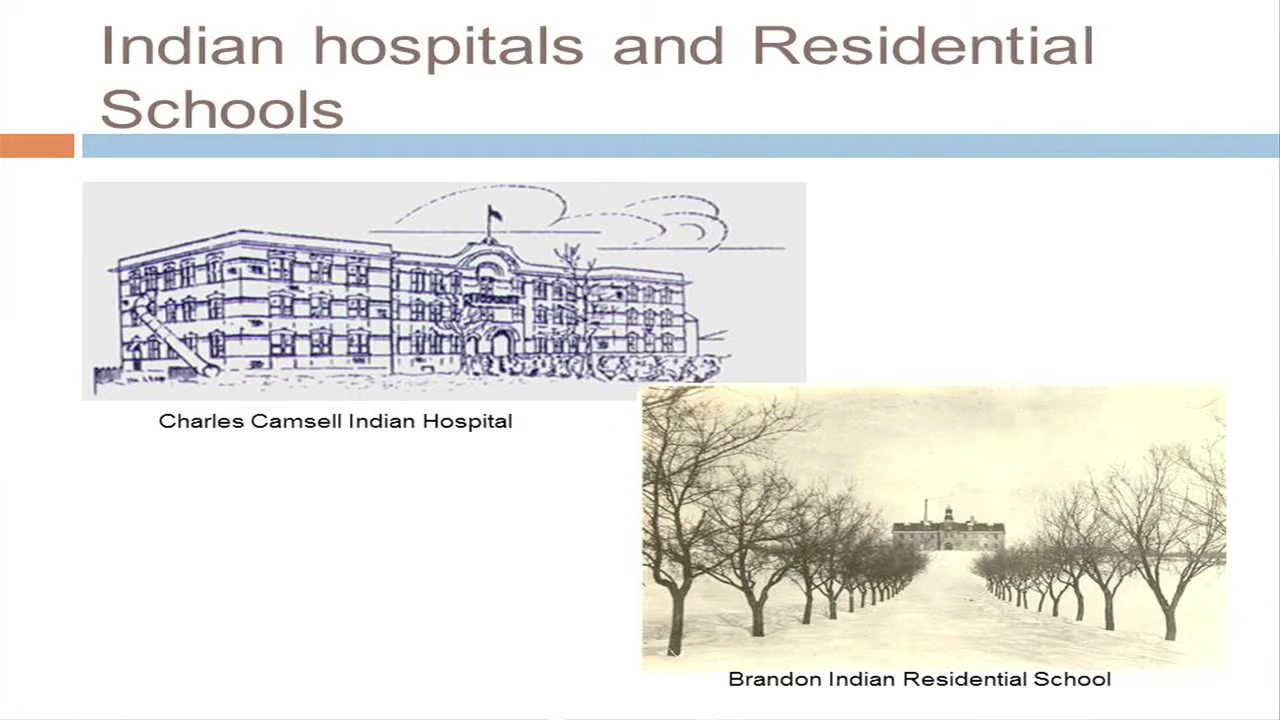 Indian hospitals and Residential
Schools
Charles Camsell Indian Hospital
Brandon Indian Residential School